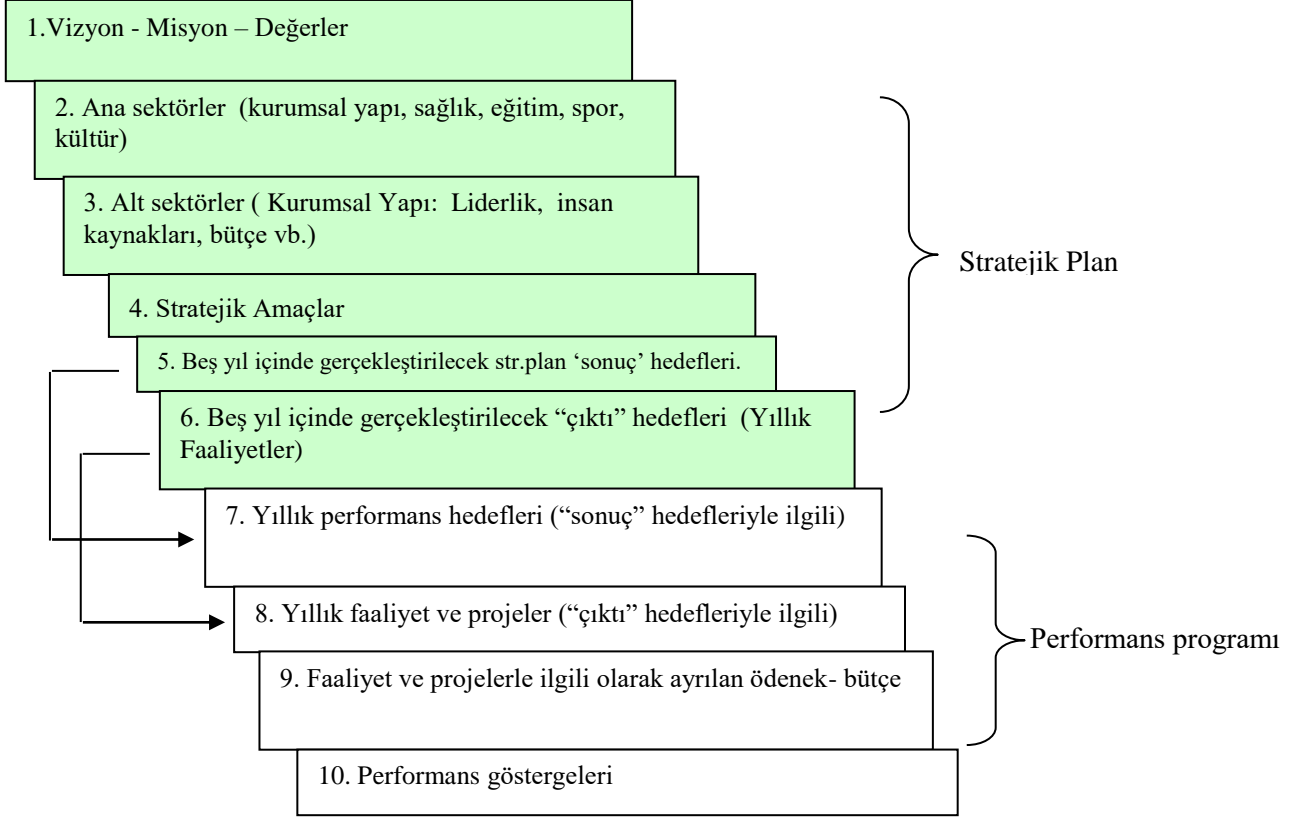 1.Vizyon - Misyon – Değerler
2. Ana sektörler (kurumsal yapı, sağlık, eğitim, spor,
kültür)
3. Alt sektörler ( Kurumsal Yapı: Liderlik, insan
kaynakları, bütçe vb.)
Stratejik Plan
4. Stratejik Amaçlar
5. Beş yıl içinde gerçekleştirilecek str.plan ‘sonuç’ hedefleri.
6. Beş yıl içinde gerçekleştirilecek “çıktı” hedefleri (Yıllık
Faaliyetler)
7. Yıllık performans hedefleri (“sonuç” hedefleriyle ilgili)
8. Yıllık faaliyet ve projeler (“çıktı” hedefleriyle ilgili)
Performans programı
9. Faaliyet ve projelerle ilgili olarak ayrılan ödenek- bütçe
10. Performans göstergeleri